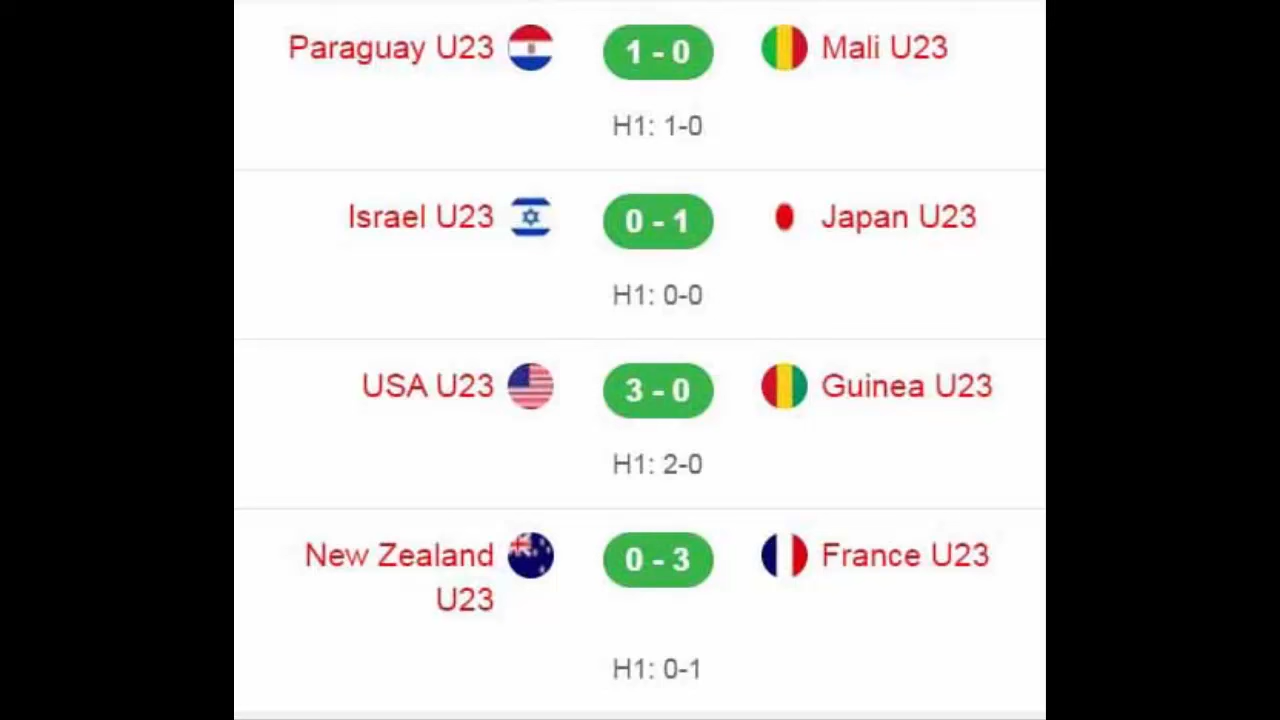 Paraguay U23 1 - 0 Mali U23
H1: 1-0
Israel U23 0 - 1 Japan U23
H1: 0-0
USA U23 3 - 0 Guinea U23
H1: 2-0
New Zealand 0 - 3 France U23
U23
H1: 0-1